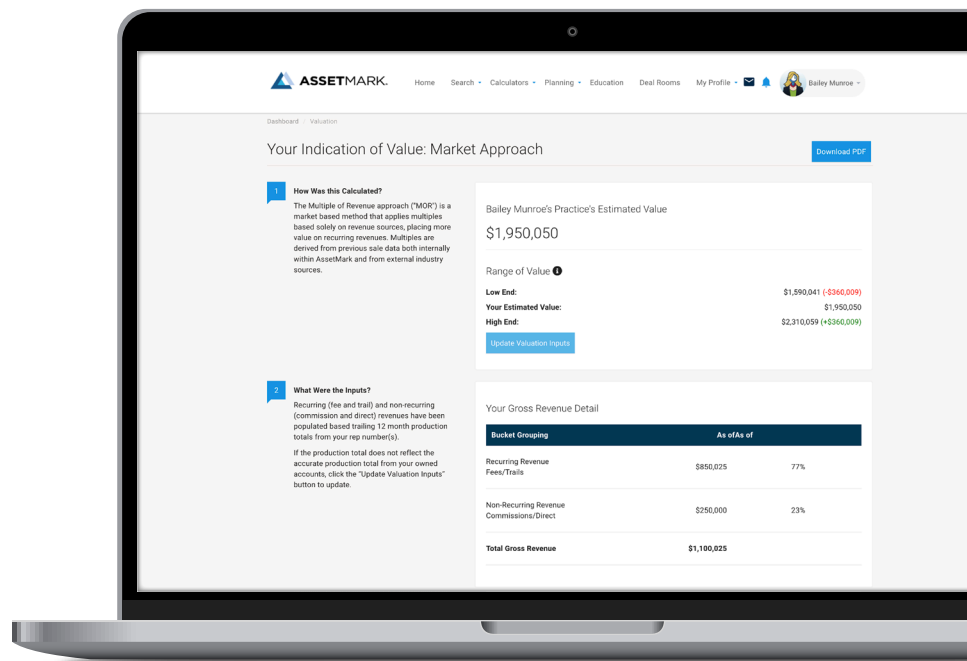 ASSETMARK.
Home Search Calculators Planning Education Deal Rooms My Profile Bailey Munroe
Dashboard / Valuation
Your Indication of Value: Market Approach
Download PDF
1 How Was this Calculated?
The Multiple of Revenue approach ("MOR") is a
market based method that applies multiples
based solely on revenue sources, placing more
value on recurring revenues. Multiples are
derived from previous sale data both internally
within AssetMark and from external industry
sources.
Bailey Munroe's Practice's Estimated Value
$1,950,050
Range of Value
Low End: $1,590,041 (-$360,009)
Your Estimated Value: $1,950,050
High End: $2,310,059 (+$360,009)
Update Valuation Inputs
2 What Were the Inputs?
Recurring (fee and trail) and non-recurring
(commission and direct) revenues have been
populated based trailing 12 month production
totals from your rep number(s).
If the production total does not reflect the
accurate production total from your owned
accounts, click the "Update Valuation Inputs"
button to update.
Your Gross Revenue Detail
Bucket Grouping As ofAs of
Recurring Revenue
Fees/Trails
$850,025 77%
Non-Recurring Revenue
Commissions/Direct
$250,000 23%
Total Gross Revenue $1,100,025